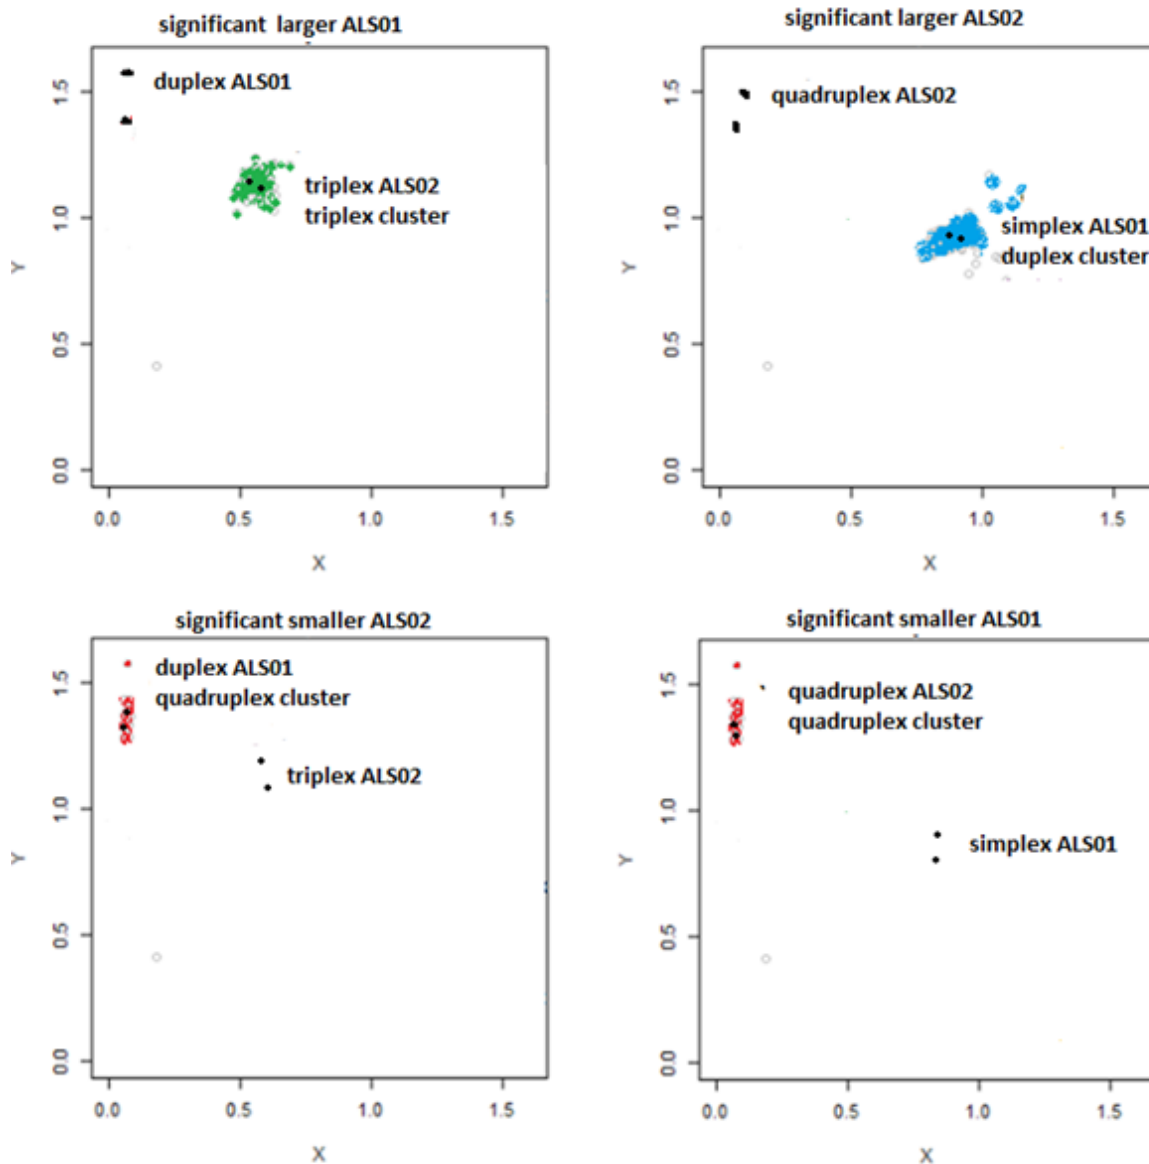 significant larger ALS01
duplex ALS01
triplex ALS02
triplex cluster
Y
0.0
0.5
1.0
1.5
0.0 0.5 1.0 1.5
X
significant larger ALS02
quadruplex ALS02
simplex ALS01
duplex cluster
Y
0.0
0.5
1.0
1.5
0.0 0.5 1.0 1.5
X
significant smaller ALS02
duplex ALS01
quadruplex cluster
triplex ALS02
Y
0.0
0.5
1.0
1.5
0.0 0.5 1.0 1.5
X
significant smaller ALS01
quadruplex ALS02
quadruplex cluster
simplex ALS01
Y
0.0
0.5
1.0
1.5
0.0 0.5 1.0 1.5
X